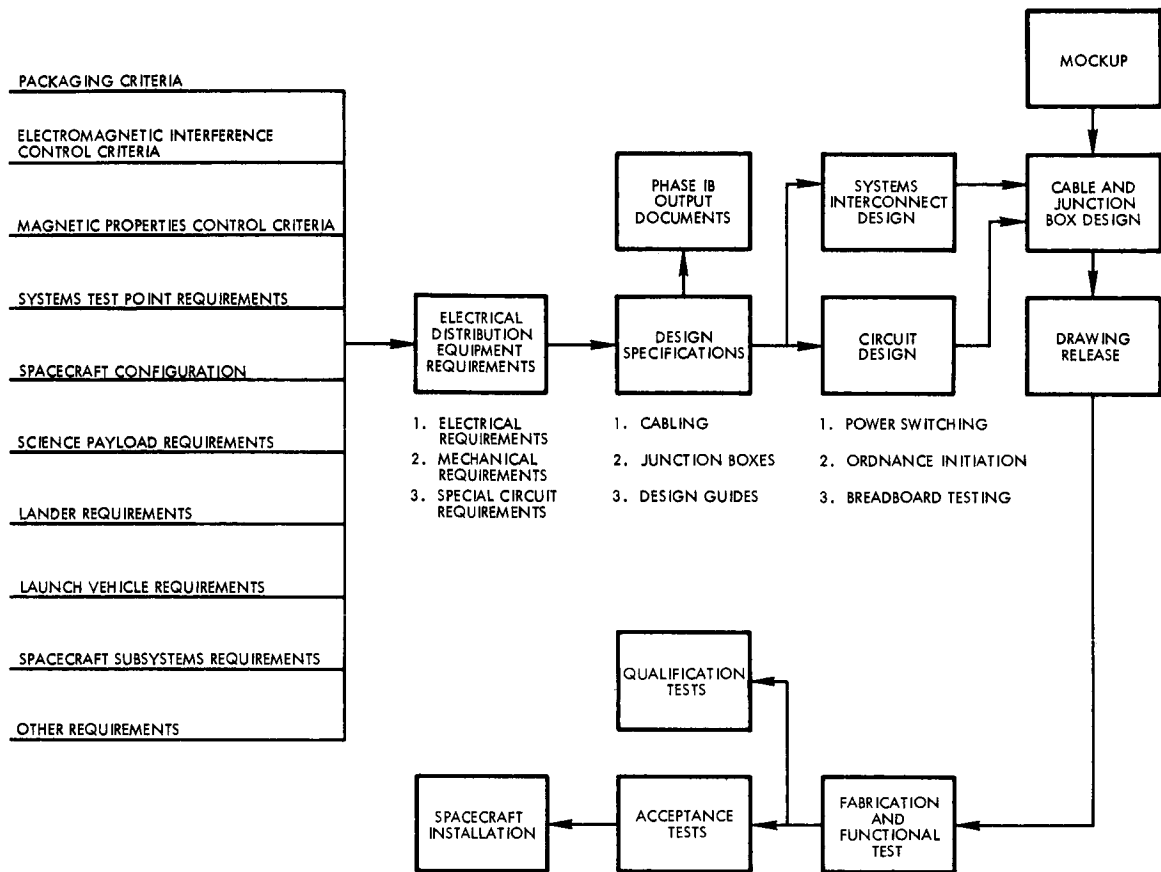 PACKAGING CRITERIA
ELECTROMAGNETIC INTERFERENCE
CONTROL CRITERIA
MAGNETIC PROPERTIES CONTROL CRITERIA
SYSTEMS TEST POINT REQUIREMENTS
SPACECRAFT CONFIGURATION
SCIENCE PAYLOAD REQUIREMENTS
LANDER REQUIREMENTS
LAUNCH VEHICLE REQUIREMENTS
SPACECRAFT SUBSYSTEMS REQUIREMENTS
OTHER REQUIREMENTS
ELECTRICAL
DISTRIBUTION
EQUIPMENT
REQUIREMENTS
1. ELECTRICAL
REQUIREMENTS
2. MECHANICAL
REQUIREMENTS
3. SPECIAL CIRCUIT
REQUIREMENTS
PHASE IB
OUTPUT
DOCUMENTS
DESIGN
SPECIFICATIONS
1. CABLING
2. JUNCTION BOXES
3. DESIGN GUIDES
SYSTEMS
INTERCONNECT
DESIGN
CIRCUIT
DESIGN
1. POWER SWITCHING
2. ORDNANCE INITIATION
3. BREADBOARD TESTING
MOCKUP
CABLE AND
JUNCTION
BOX DESIGN
DRAWING
RELEASE
FABRICATION
AND
FUNCTIONAL
TEST
QUALIFICATION
TESTS
ACCEPTANCE
TESTS
SPACECRAFT
INSTALLATION